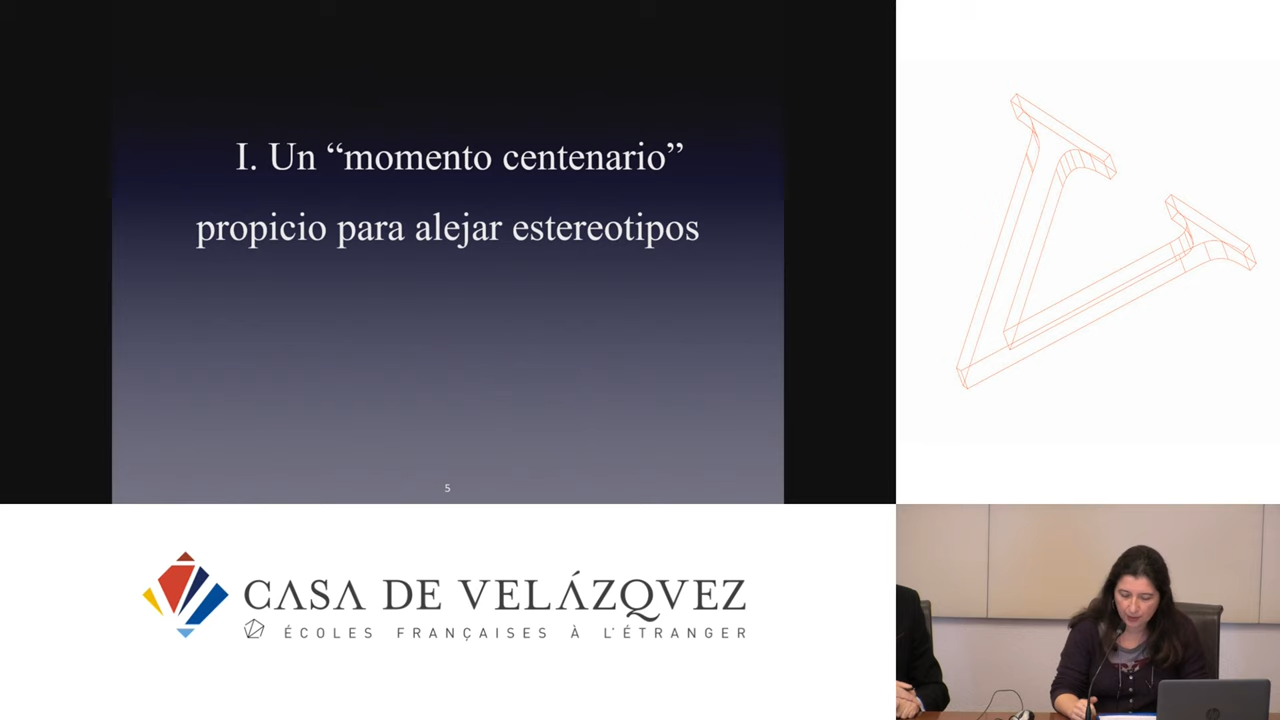 I. Un “momento centenario”
propicio para alejar estereotipos
5
CASA DE VELÁZQVEZ
ÉCOLES FRANÇAISES À L'ÉTRANGER